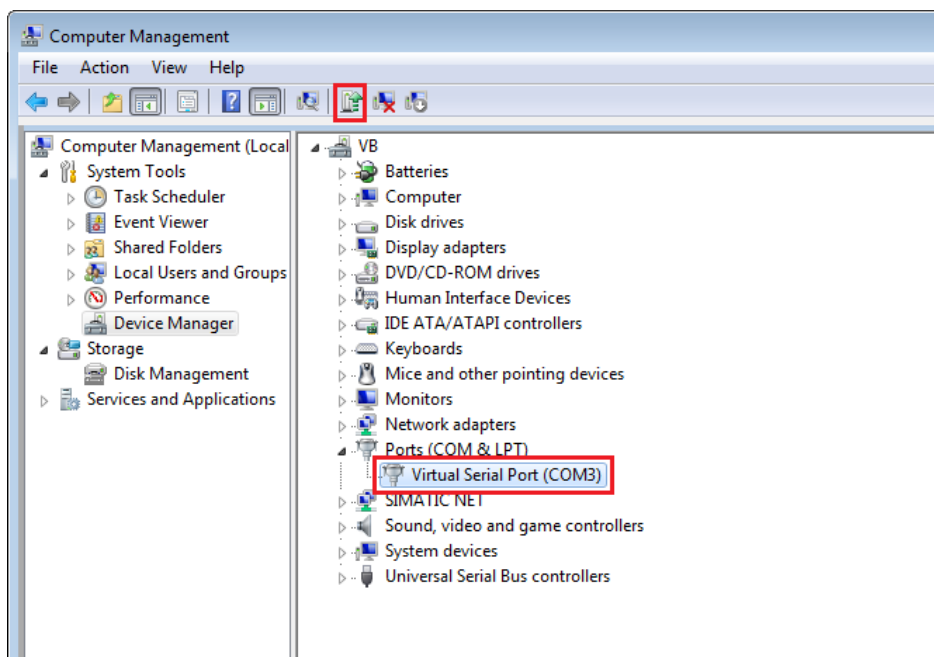 Computer Management
File Action View Help
Computer Management (Local
System Tools
Task Scheduler
Event Viewer
Shared Folders
Local Users and Groups
Performance
Device Manager
Storage
Disk Management
Services and Applications
VB
Batteries
Computer
Disk drives
Display adapters
DVD/CD-ROM drives
Human Interface Devices
IDE ATA/ATAPI controllers
Keyboards
Mice and other pointing devices
Monitors
Network adapters
Ports (COM & LPT)
Virtual Serial Port (COM3)
SIMATIC NET
Sound, video and game controllers
System devices
Universal Serial Bus controllers